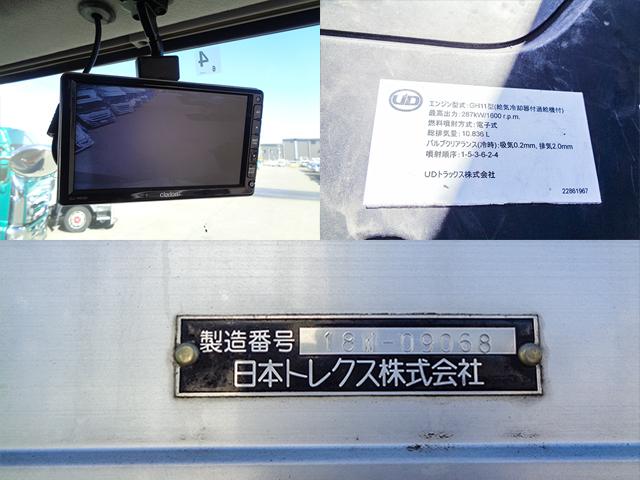 4
6
clarion
UD
エンジン型式:GH11型(給気冷却器付過給機付)
最高出力:287kW/1600 r.p.m.
燃料噴射方式:電子式
総排気量:10.836 L
バルブクリアランス(冷時):吸気0.2mm, 排気2.0mm
噴射順序:1-5-3-6-2-4
UDトラックス株式会社
22861967
製造番号 18W-09068
日本トレクス株式会社